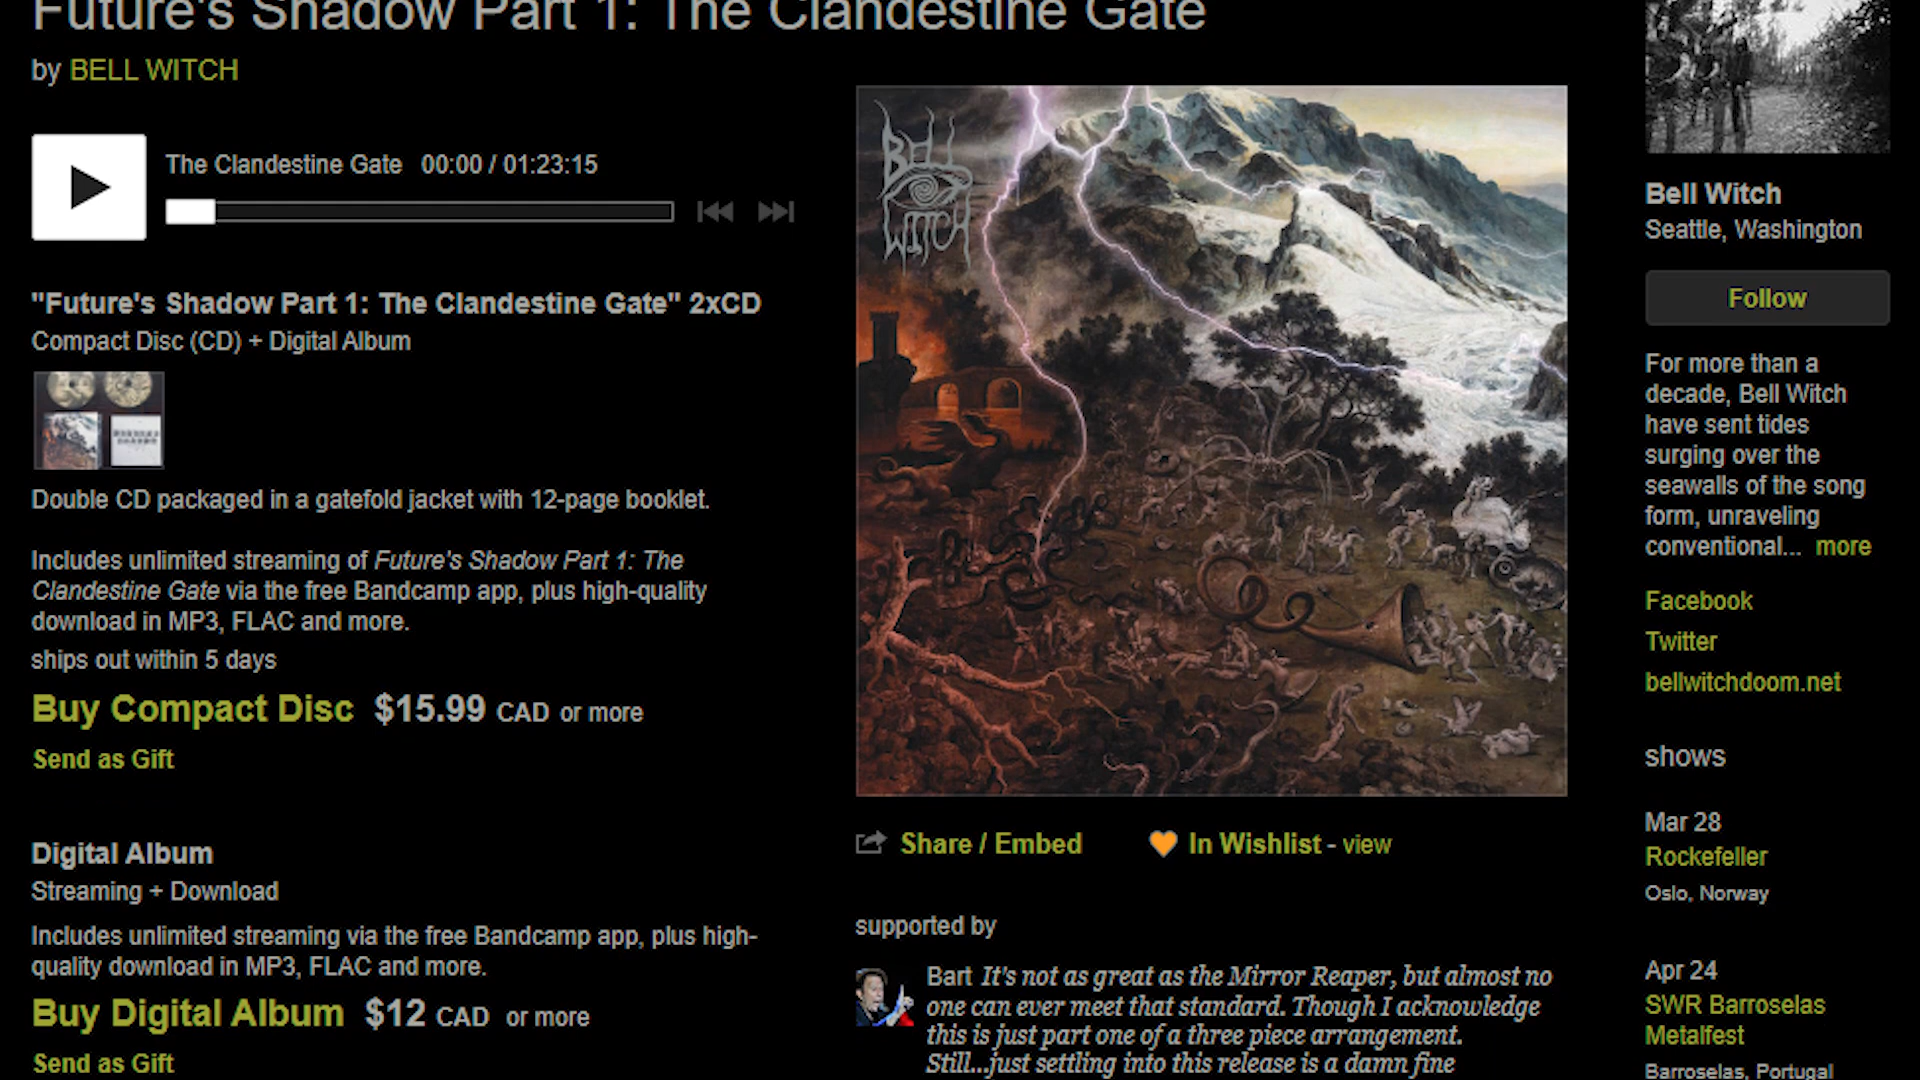 Future's Shadow Part 1: The Clandestine Gate
by BELL WITCH
The Clandestine Gate 00:00 / 01:23:15
"Future's Shadow Part 1: The Clandestine Gate" 2xCD
Compact Disc (CD) + Digital Album
Double CD packaged in a gatefold jacket with 12-page booklet.
Includes unlimited streaming of Future's Shadow Part 1: The
Clandestine Gate via the free Bandcamp app, plus high-quality
download in MP3, FLAC and more.
ships out within 5 days
Buy Compact Disc $15.99 CAD or more
Send as Gift
Digital Album
Streaming + Download
Includes unlimited streaming via the free Bandcamp app, plus high-
quality download in MP3, FLAC and more.
Buy Digital Album $12 CAD or more
Send as Gift
BELL
WITCH
Share / Embed
In Wishlist - view
supported by
Bart It's not as great as the Mirror Reaper, but almost no
one can ever meet that standard. Though I acknowledge
this is just part one of a three piece arrangement.
Still...just settling into this release is a damn fine
Bell Witch
Seattle, Washington
Follow
For more than a
decade, Bell Witch
have sent tides
surging over the
seawalls of the song
form, unraveling
conventional... more
Facebook
Twitter
bellwitchdoom.net
shows
Mar 28
Rockefeller
Oslo, Norway
Apr 24
SWR Barroselas
Metalfest
Barroselas, Portugal